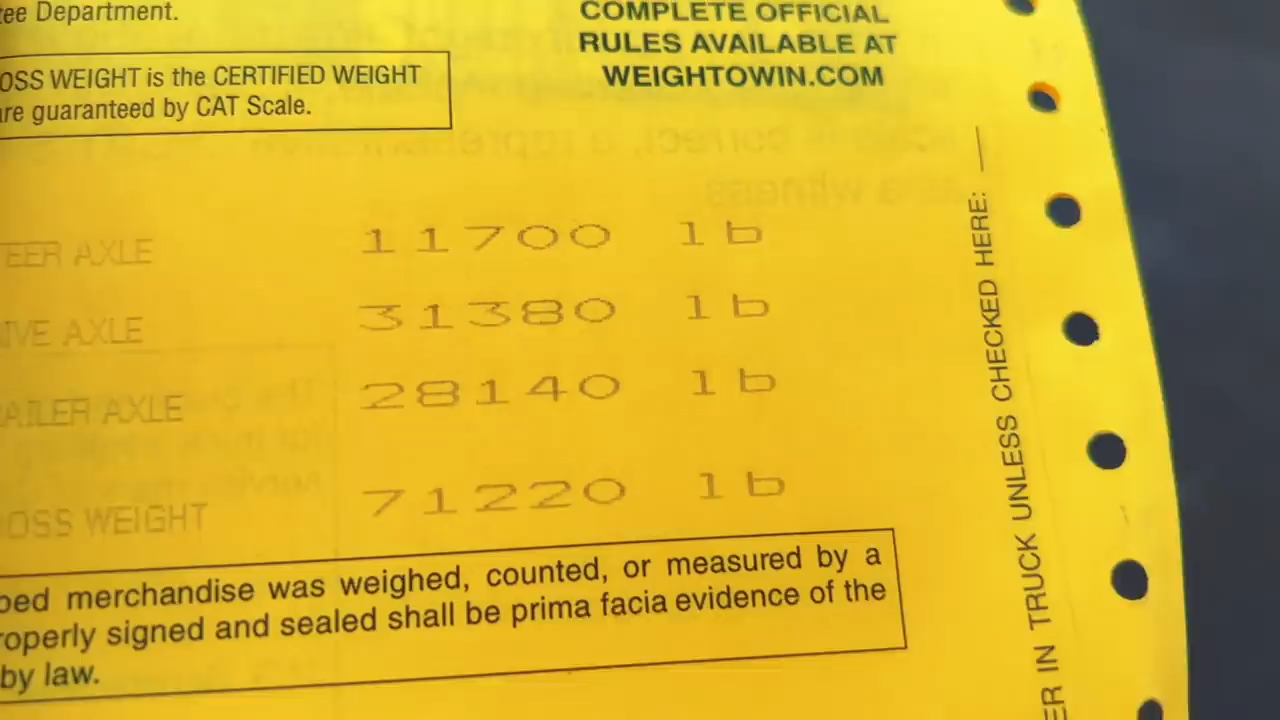 ee Department.
COMPLETE OFFICIAL
RULES AVAILABLE AT
WEIGHTOWIN.COM
OSS WEIGHT is the CERTIFIED WEIGHT
re guaranteed by CAT Scale.
EER AXLE 11700 lb
IVE AXLE 31380 lb
AILER AXLE 28140 lb
OSS WEIGHT 71220 lb
ped merchandise was weighed, counted, or measured by a
roperly signed and sealed shall be prima facia evidence of the
by law.
ER IN TRUCK UNLESS CHECKED HERE: —